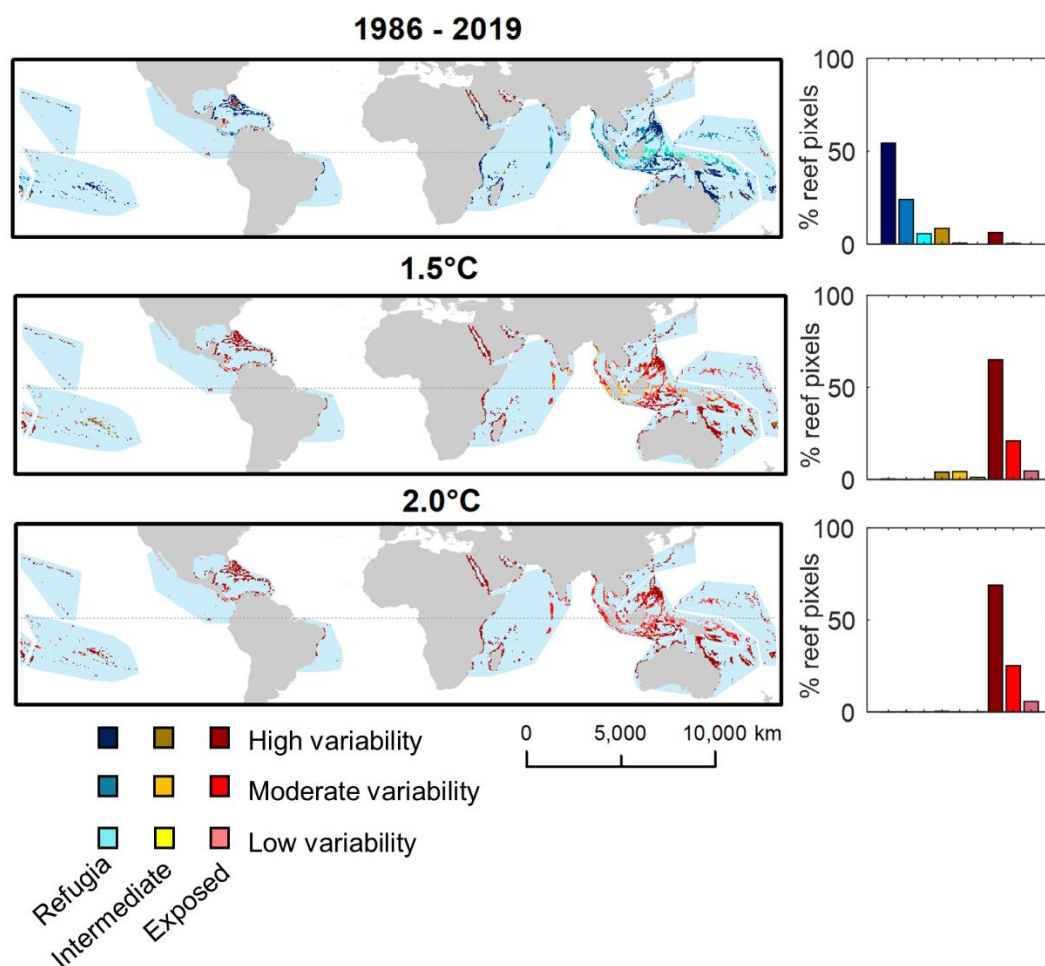 1986 - 2019
100
50
0
% reef pixels
1.5°C
100
50
0
% reef pixels
2.0°C
100
50
0
% reef pixels
High variability
Moderate variability
Low variability
Refugia
Intermediate
Exposed
0 5,000 10,000 km